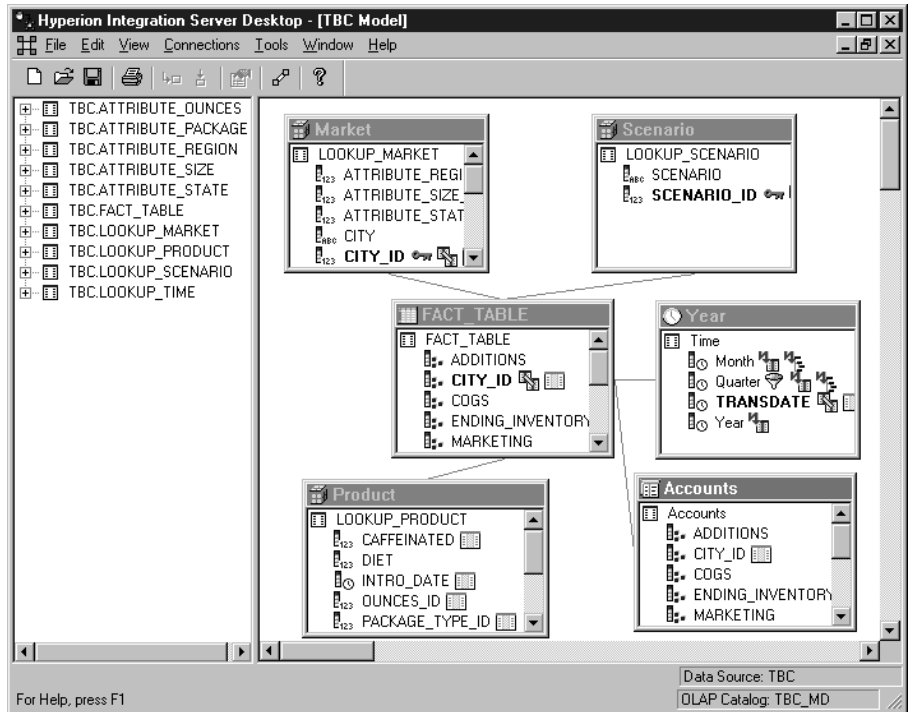 Hyperion Integration Server Desktop - [TBC Model]
File Edit View Connections Tools Window Help
TBC.ATTRIBUTE_OUNCES
TBC.ATTRIBUTE_PACKAGE
TBC.ATTRIBUTE_REGION
TBC.ATTRIBUTE_SIZE
TBC.ATTRIBUTE_STATE
TBC.FACT_TABLE
TBC.LOOKUP_MARKET
TBC.LOOKUP_PRODUCT
TBC.LOOKUP_SCENARIO
TBC.LOOKUP_TIME
Market
LOOKUP_MARKET
ATTRIBUTE_REGI
ATTRIBUTE_SIZE_
ATTRIBUTE_STAT
CITY
CITY_ID
Scenario
LOOKUP_SCENARIO
SCENARIO
SCENARIO_ID
FACT_TABLE
FACT_TABLE
ADDITIONS
CITY_ID
COGS
ENDING_INVENTORY
MARKETING
Year
Time
Month
Quarter
TRANSDATE
Year
Product
LOOKUP_PRODUCT
CAFFEINATED
DIET
INTRO_DATE
OUNCES_ID
PACKAGE_TYPE_ID
Accounts
Accounts
ADDITIONS
CITY_ID
COGS
ENDING_INVENTORY
MARKETING
Data Source: TBC
For Help, press F1
OLAP Catalog: TBC_MD